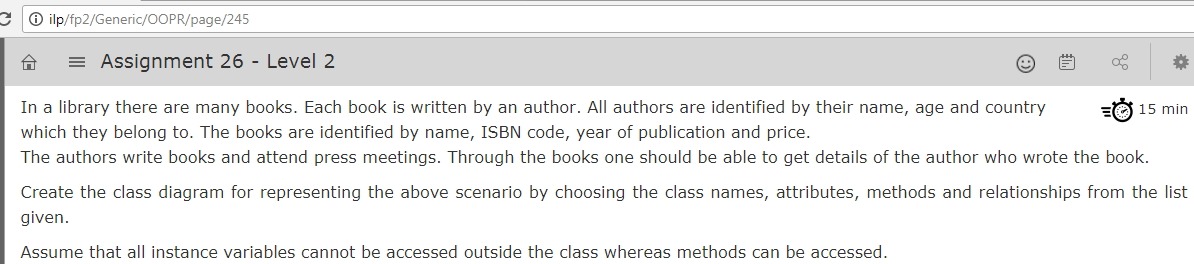 ilp/fp2/Generic/OOPR/page/245
Assignment 26 - Level 2
In a library there are many books. Each book is written by an author. All authors are identified by their name, age and country
15 min
which they belong to. The books are identified by name, ISBN code, year of publication and price.
The authors write books and attend press meetings. Through the books one should be able to get details of the author who wrote the book.
Create the class diagram for representing the above scenario by choosing the class names, attributes, methods and relationships from the list
given.
Assume that all instance variables cannot be accessed outside the class whereas methods can be accessed.